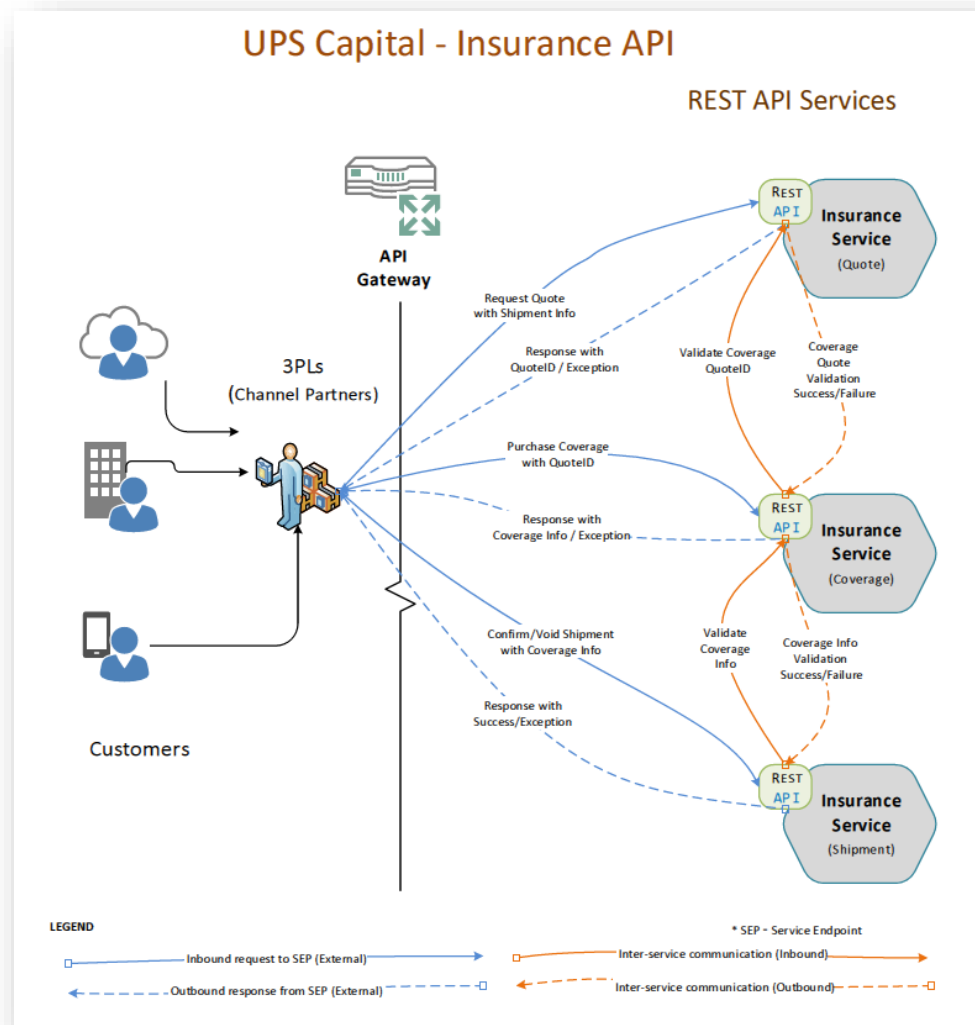 UPS Capital - Insurance API
REST API Services
API
Gateway
REST
API
Insurance
Service
(Quote)
Request Quote
with Shipment Info
Response with
QuoteID / Exception
Validate Coverage
QuoteID
Coverage
Quote
Validation
Success/Failure
3PLs
(Channel Partners)
Purchase Coverage
with QuoteID
Response with
Coverage Info / Exception
REST
API
Insurance
Service
(Coverage)
Confirm/Void Shipment
with Coverage Info
Validate
Coverage
Info
Coverage Info
Validation
Success/Failure
Response with
Success/Exception
Customers
REST
API
Insurance
Service
(Shipment)
LEGEND
* SEP - Service Endpoint
Inbound request to SEP (External)
Inter-service communication (Inbound)
Outbound response from SEP (External)
Inter-service communication (Outbound)